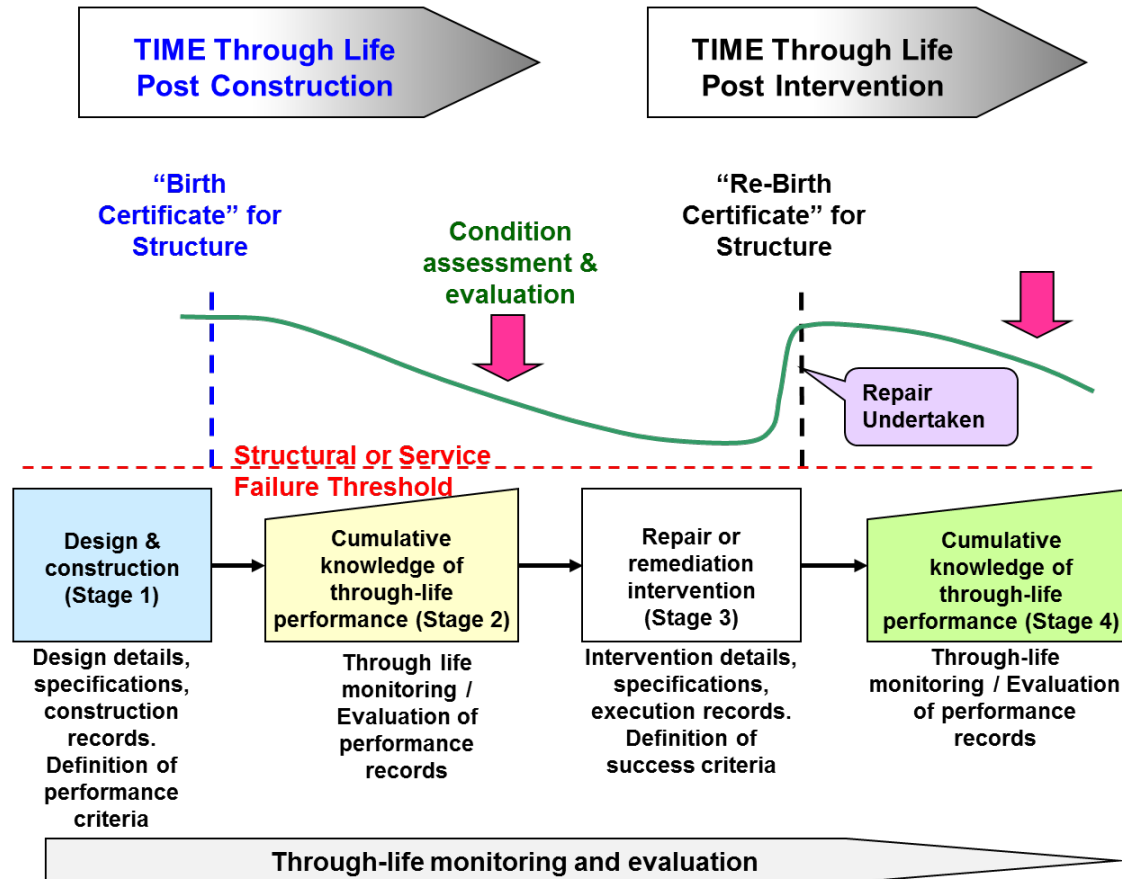 TIME Through Life
Post Construction
TIME Through Life
Post Intervention
“Birth
Certificate” for
Structure
“Re-Birth
Certificate” for
Structure
Condition
assessment &
evaluation
Repair
Undertaken
Structural or Service
Failure Threshold
Design &
construction
(Stage 1)
Cumulative
knowledge of
through-life
performance (Stage 2)
Repair or
remediation
intervention
(Stage 3)
Cumulative
knowledge of
through-life
performance (Stage 4)
Design details,
specifications,
construction
records.
Definition of
performance
criteria
Through life
monitoring /
Evaluation of
performance
records
Intervention details,
specifications,
execution records.
Definition of
success criteria
Through-life
monitoring / Evaluation
of performance
records
Through-life monitoring and evaluation